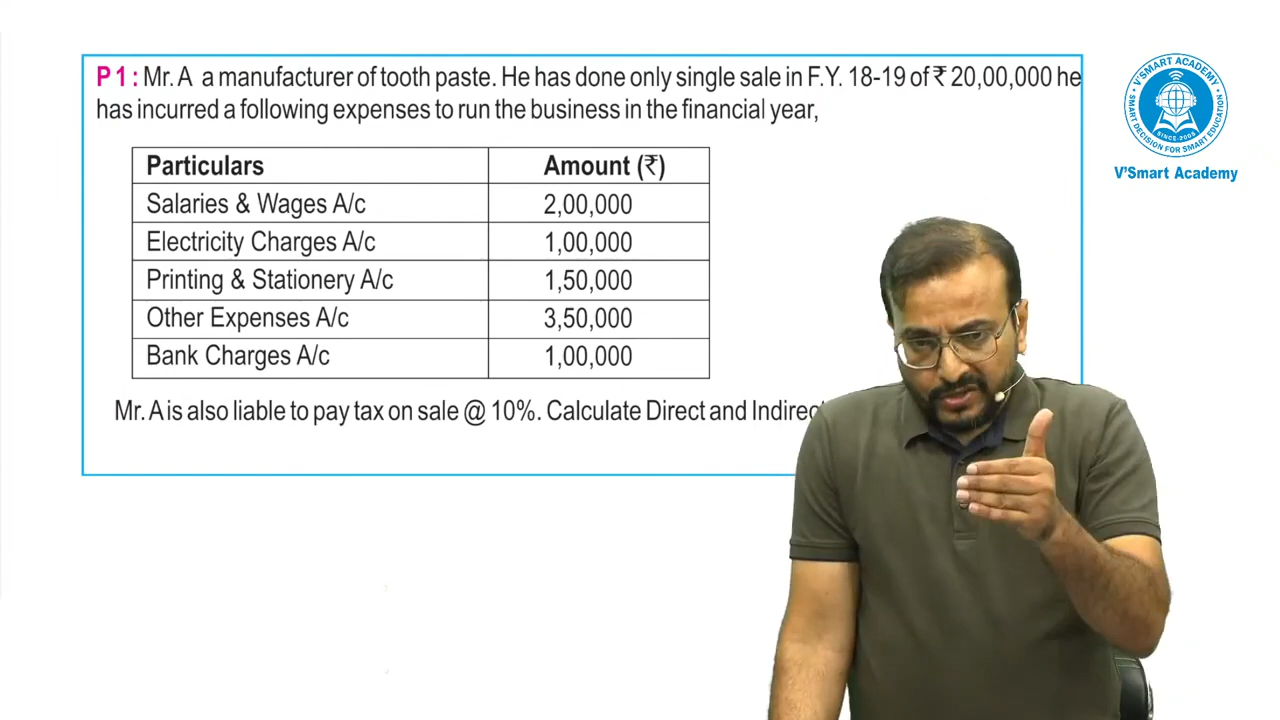 P 1 : Mr. A a manufacturer of tooth paste. He has done only single sale in F.Y. 18-19 of ₹ 20,00,000 he
has incurred a following expenses to run the business in the financial year,
Particulars Amount (₹)
Salaries & Wages A/c 2,00,000
Electricity Charges A/c 1,00,000
Printing & Stationery A/c 1,50,000
Other Expenses A/c 3,50,000
Bank Charges A/c 1,00,000
Mr. A is also liable to pay tax on sale @ 10%. Calculate Direct and Indirect
V'SMART ACADEMY
SMART DECISION FOR SMART EDUCATION
SINCE-2008
V'Smart Academy